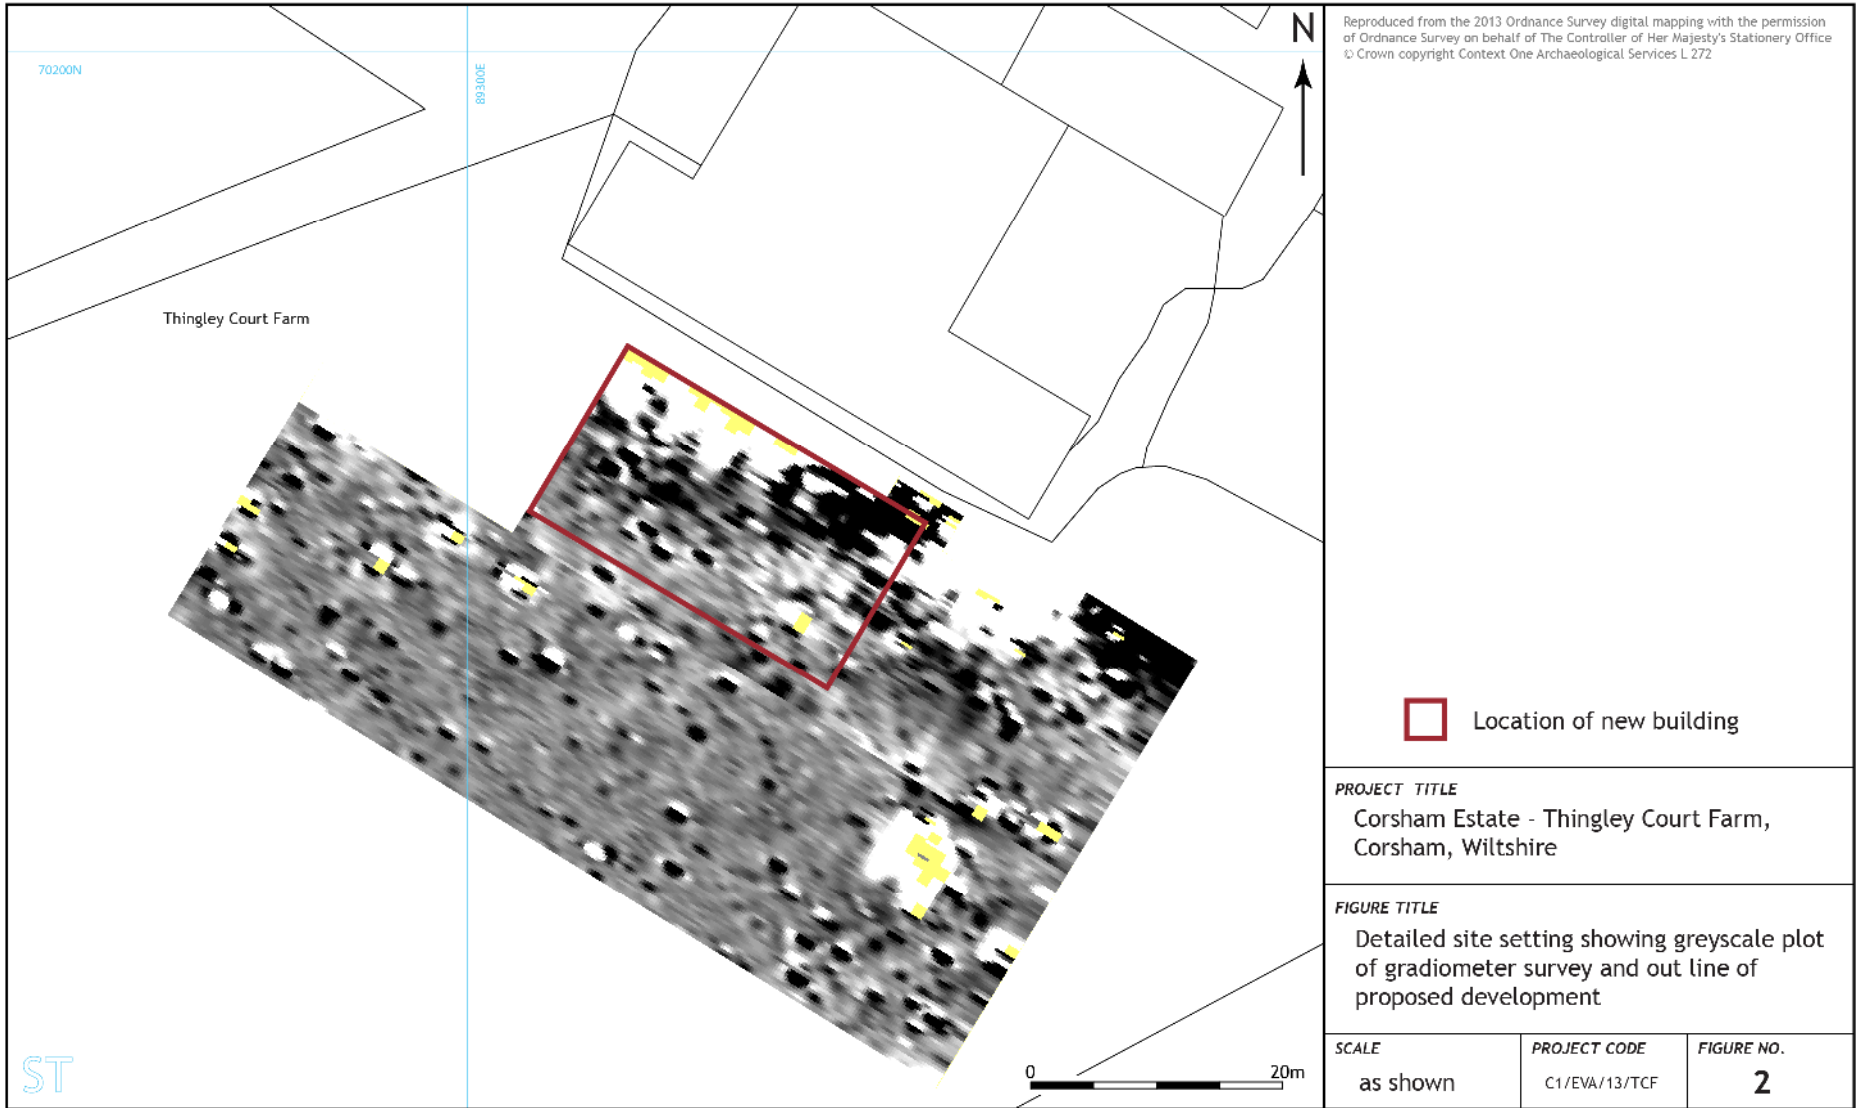 70200N
89300E
N
Thingley Court Farm
ST
0 20m
Reproduced from the 2013 Ordnance Survey digital mapping with the permission
of Ordnance Survey on behalf of The Controller of Her Majesty's Stationery Office
© Crown copyright Context One Archaeological Services L 272
Location of new building
PROJECT TITLE
Corsham Estate - Thingley Court Farm,
Corsham, Wiltshire
FIGURE TITLE
Detailed site setting showing greyscale plot
of gradiometer survey and out line of
proposed development
SCALE
as shown
PROJECT CODE
C1/EVA/13/TCF
FIGURE NO.
2